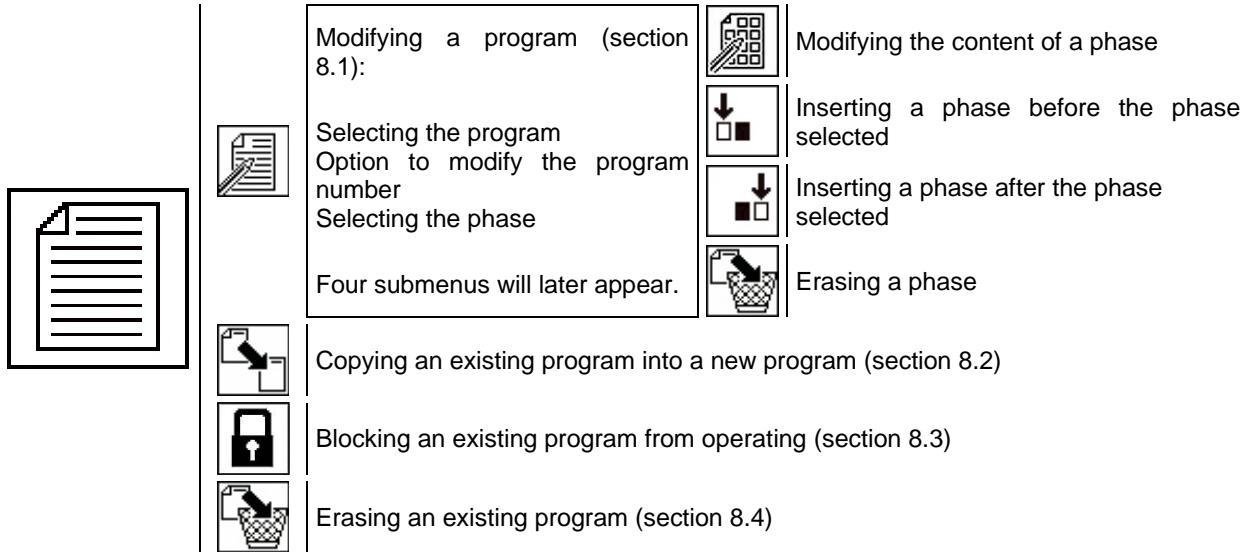 Modifying a program (section
8.1):
Selecting the program
Option to modify the program
number
Selecting the phase
Four submenus will later appear.
Modifying the content of a phase
Inserting a phase before the phase
selected
Inserting a phase after the phase
selected
Erasing a phase
Copying an existing program into a new program (section 8.2)
Blocking an existing program from operating (section 8.3)
Erasing an existing program (section 8.4)